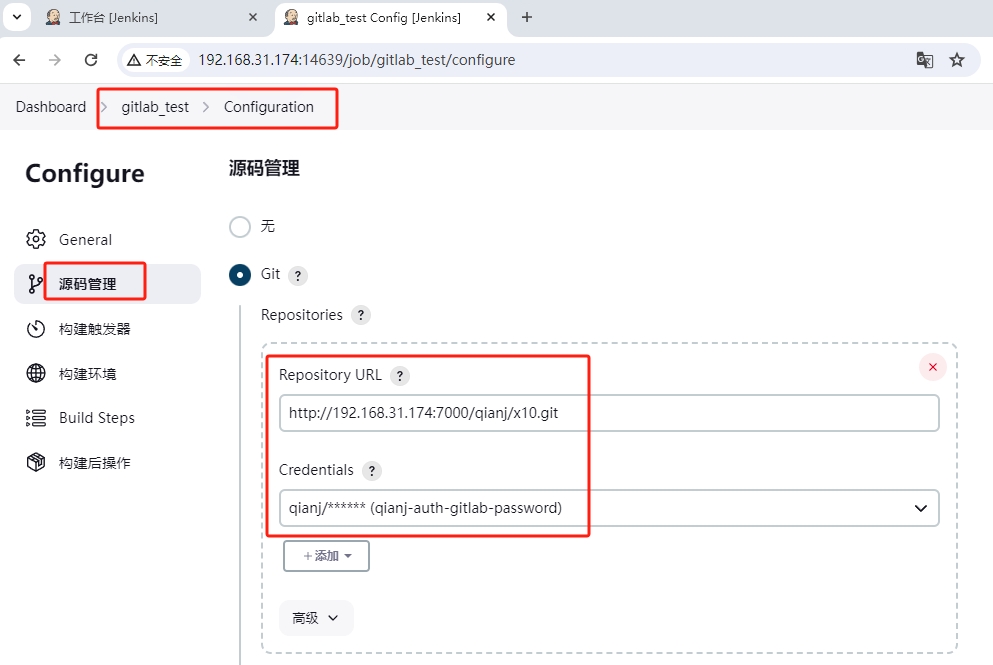 工作台 [Jenkins]
gitlab_test Config [Jenkins]
不安全
192.168.31.174:14639/job/gitlab_test/configure
Dashboard > gitlab_test > Configuration
Configure
General
源码管理
构建触发器
构建环境
Build Steps
构建后操作
源码管理
无
Git ?
Repositories ?
Repository URL ?
http://192.168.31.174:7000/qianj/x10.git
Credentials ?
qianj/****** (qianj-auth-gitlab-password)
+添加
高级